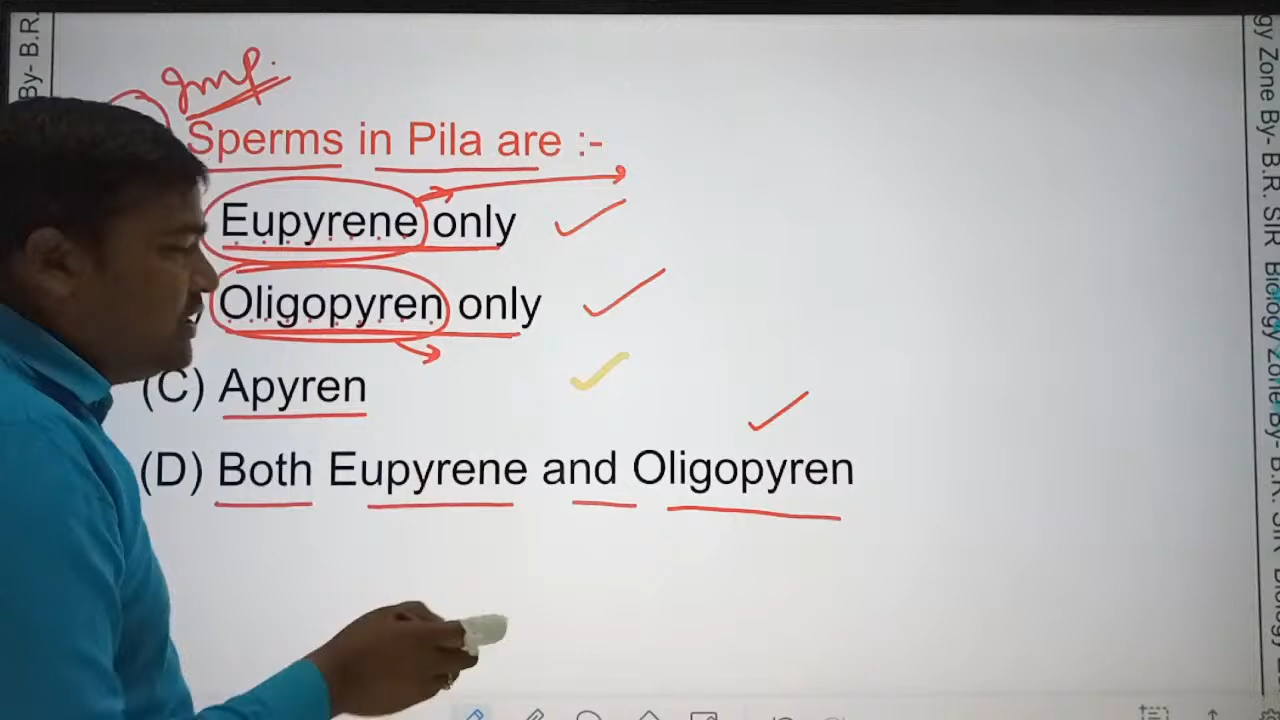 By- B.R.
Imp.
Sperms in Pila are :-
Eupyrene only
Oligopyren only
(C) Apyren
(D) Both Eupyrene and Oligopyren
gy Zone By- B.R. SIR Biology Zone By- B.R. SIR Biology